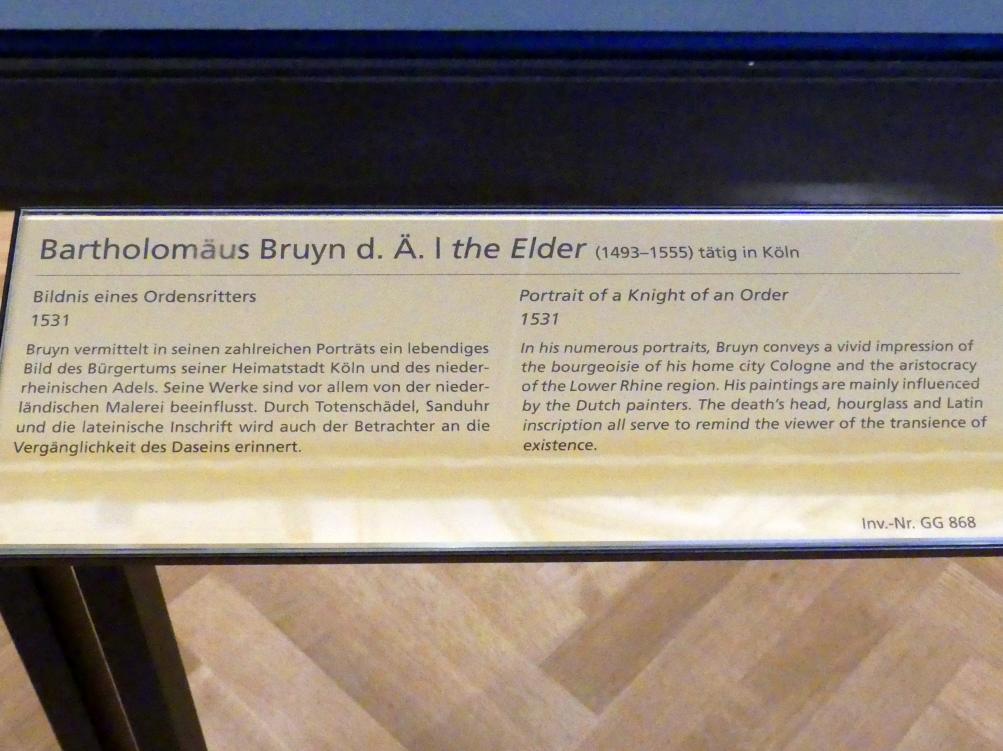 Bartholomäus Bruyn d. Ä. | the Elder (1493–1555) tätig in Köln
Bildnis eines Ordensritters
1531
Bruyn vermittelt in seinen zahlreichen Porträts ein lebendiges
Bild des Bürgertums seiner Heimatstadt Köln und des nieder-
rheinischen Adels. Seine Werke sind vor allem von der nieder-
ländischen Malerei beeinflusst. Durch Totenschädel, Sanduhr
und die lateinische Inschrift wird auch der Betrachter an die
Vergänglichkeit des Daseins erinnert.
Portrait of a Knight of an Order
1531
In his numerous portraits, Bruyn conveys a vivid impression of
the bourgeoisie of his home city Cologne and the aristocracy
of the Lower Rhine region. His paintings are mainly influenced
by the Dutch painters. The death's head, hourglass and Latin
inscription all serve to remind the viewer of the transience of
existence.
Inv.-Nr. GG 868